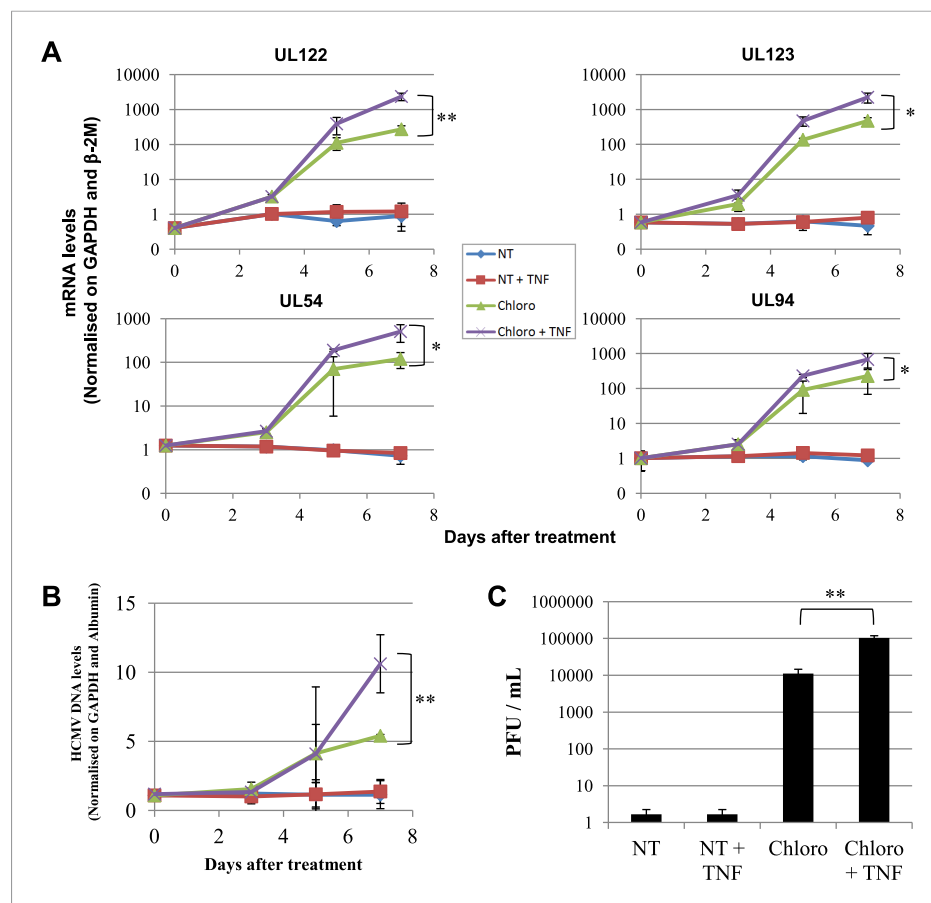 A
UL122
UL123
mRNA levels
(Normalised on GAPDH and β-2M)
10000
1000
100
10
1
0
0 2 4 6 8
**
10000
1000
100
10
1
0
0 2 4 6 8
*
NT
NT + TNF
Chloro
Chloro + TNF
UL54
UL94
1000
100
10
1
0
0 2 4 6 8
*
10000
1000
100
10
1
0
0 2 4 6 8
*
Days after treatment
B
HCMV DNA levels
(Normalised on GAPDH and Albumin)
15
10
5
0
0 2 4 6 8
**
Days after treatment
C
PFU / mL
1000000
100000
10000
1000
100
10
1
**
NT
NT +
TNF
Chloro
Chloro
+ TNF